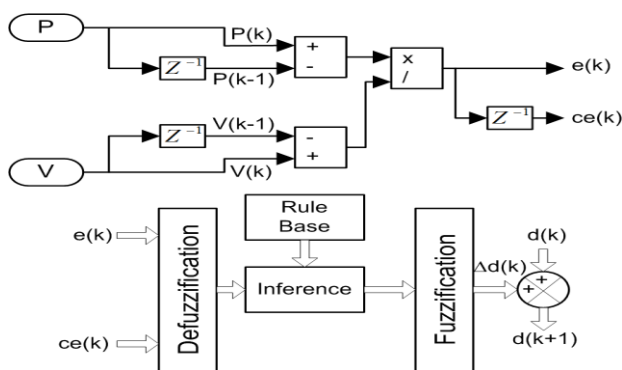 P
P(k)
+
-
Z⁻¹
P(k-1)
x
/
e(k)
Z⁻¹
V(k-1)
-
+
Z⁻¹
ce(k)
V
V(k)
Rule
Base
e(k)
Defuzzification
Inference
Fuzzification
d(k)
Δd(k)
+
+
ce(k)
d(k+1)